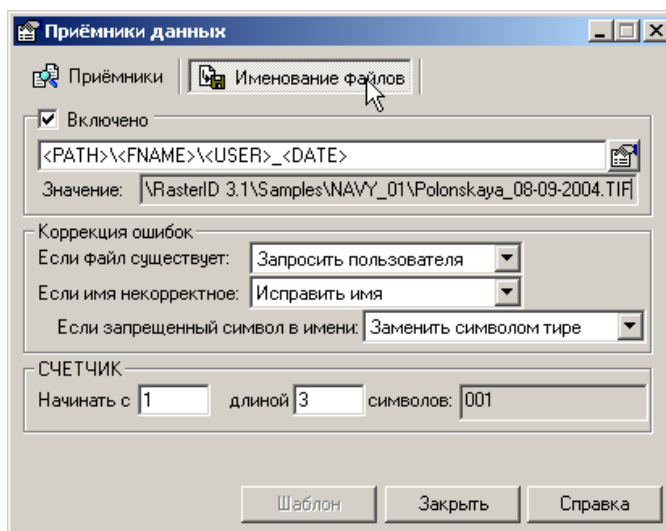 Приёмники данных
Приёмники Именование файлов
Включено
<PATH>\<FNAME>\<USER>_<DATE>
Значение: \RasterID 3.1\Samples\NAVY_01\Polonskaya_08-09-2004.TIF
Коррекция ошибок
Если файл существует: Запросить пользователя
Если имя некорректное: Исправить имя
Если запрещенный символ в имени: Заменить символом тире
СЧЕТЧИК
Начинать с 1 длиной 3 символов: 001
Шаблон Закрыть Справка